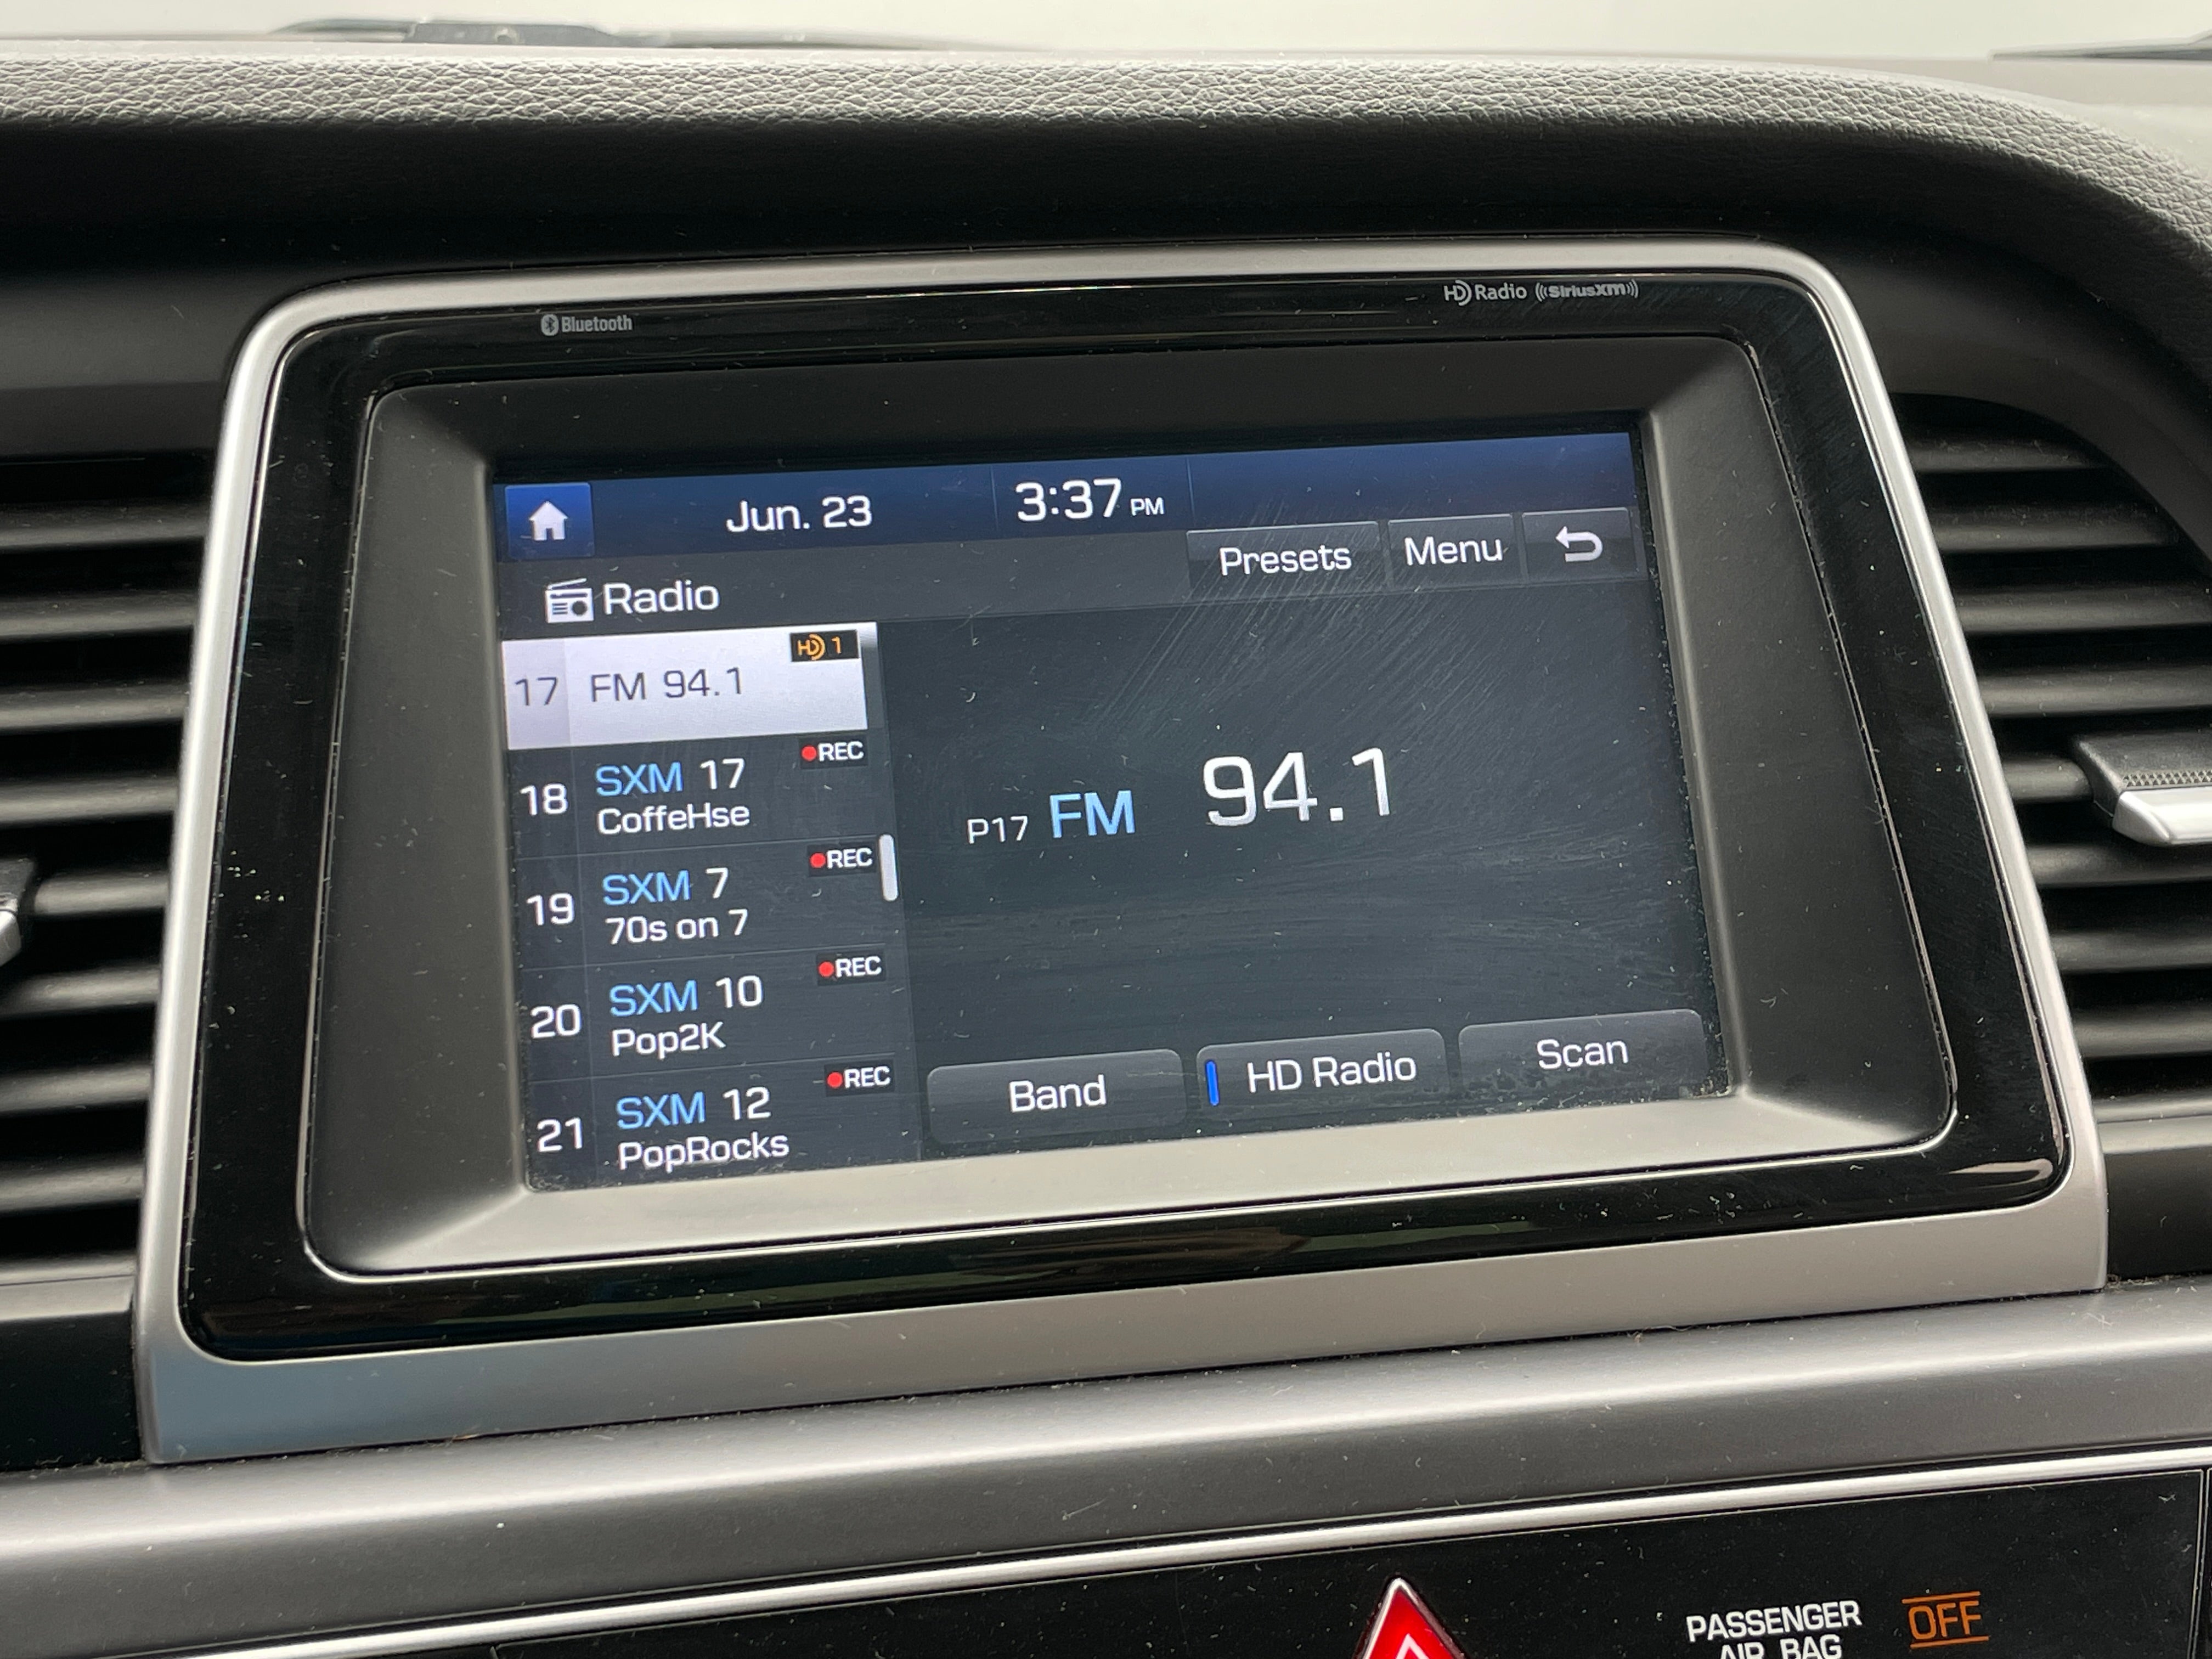 Bluetooth
HD Radio ((SiriusXM))
Jun. 23
3:37 PM
Presets
Menu
Radio
17 FM 94.1 HD 1
18 SXM 17 REC
CoffeHse
19 SXM 7 REC
70s on 7
20 SXM 10 REC
Pop2K
21 SXM 12 REC
PopRocks
P17 FM 94.1
Band
HD Radio
Scan
PASSENGER
AIR BAG
OFF